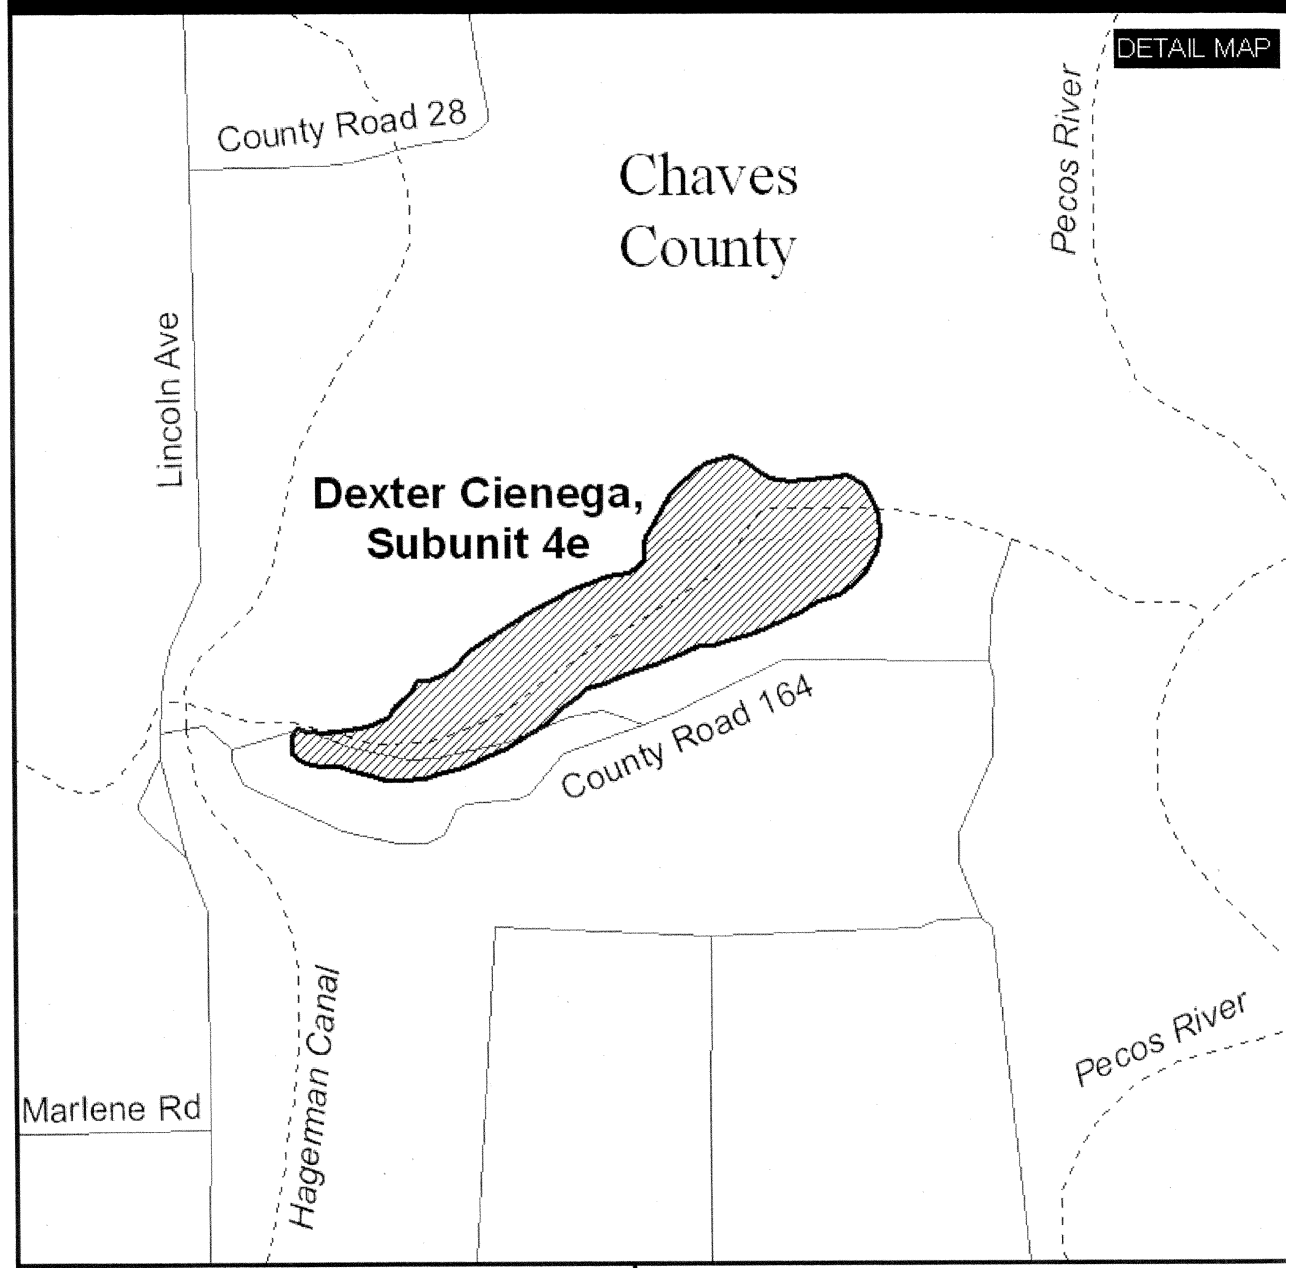 DETAIL MAP
County Road 28
Pecos River
Chaves
County
Lincoln Ave
Dexter Cienega,
Subunit 4e
County Road 164
Hageman Canal
Pecos River
Marlene Rd